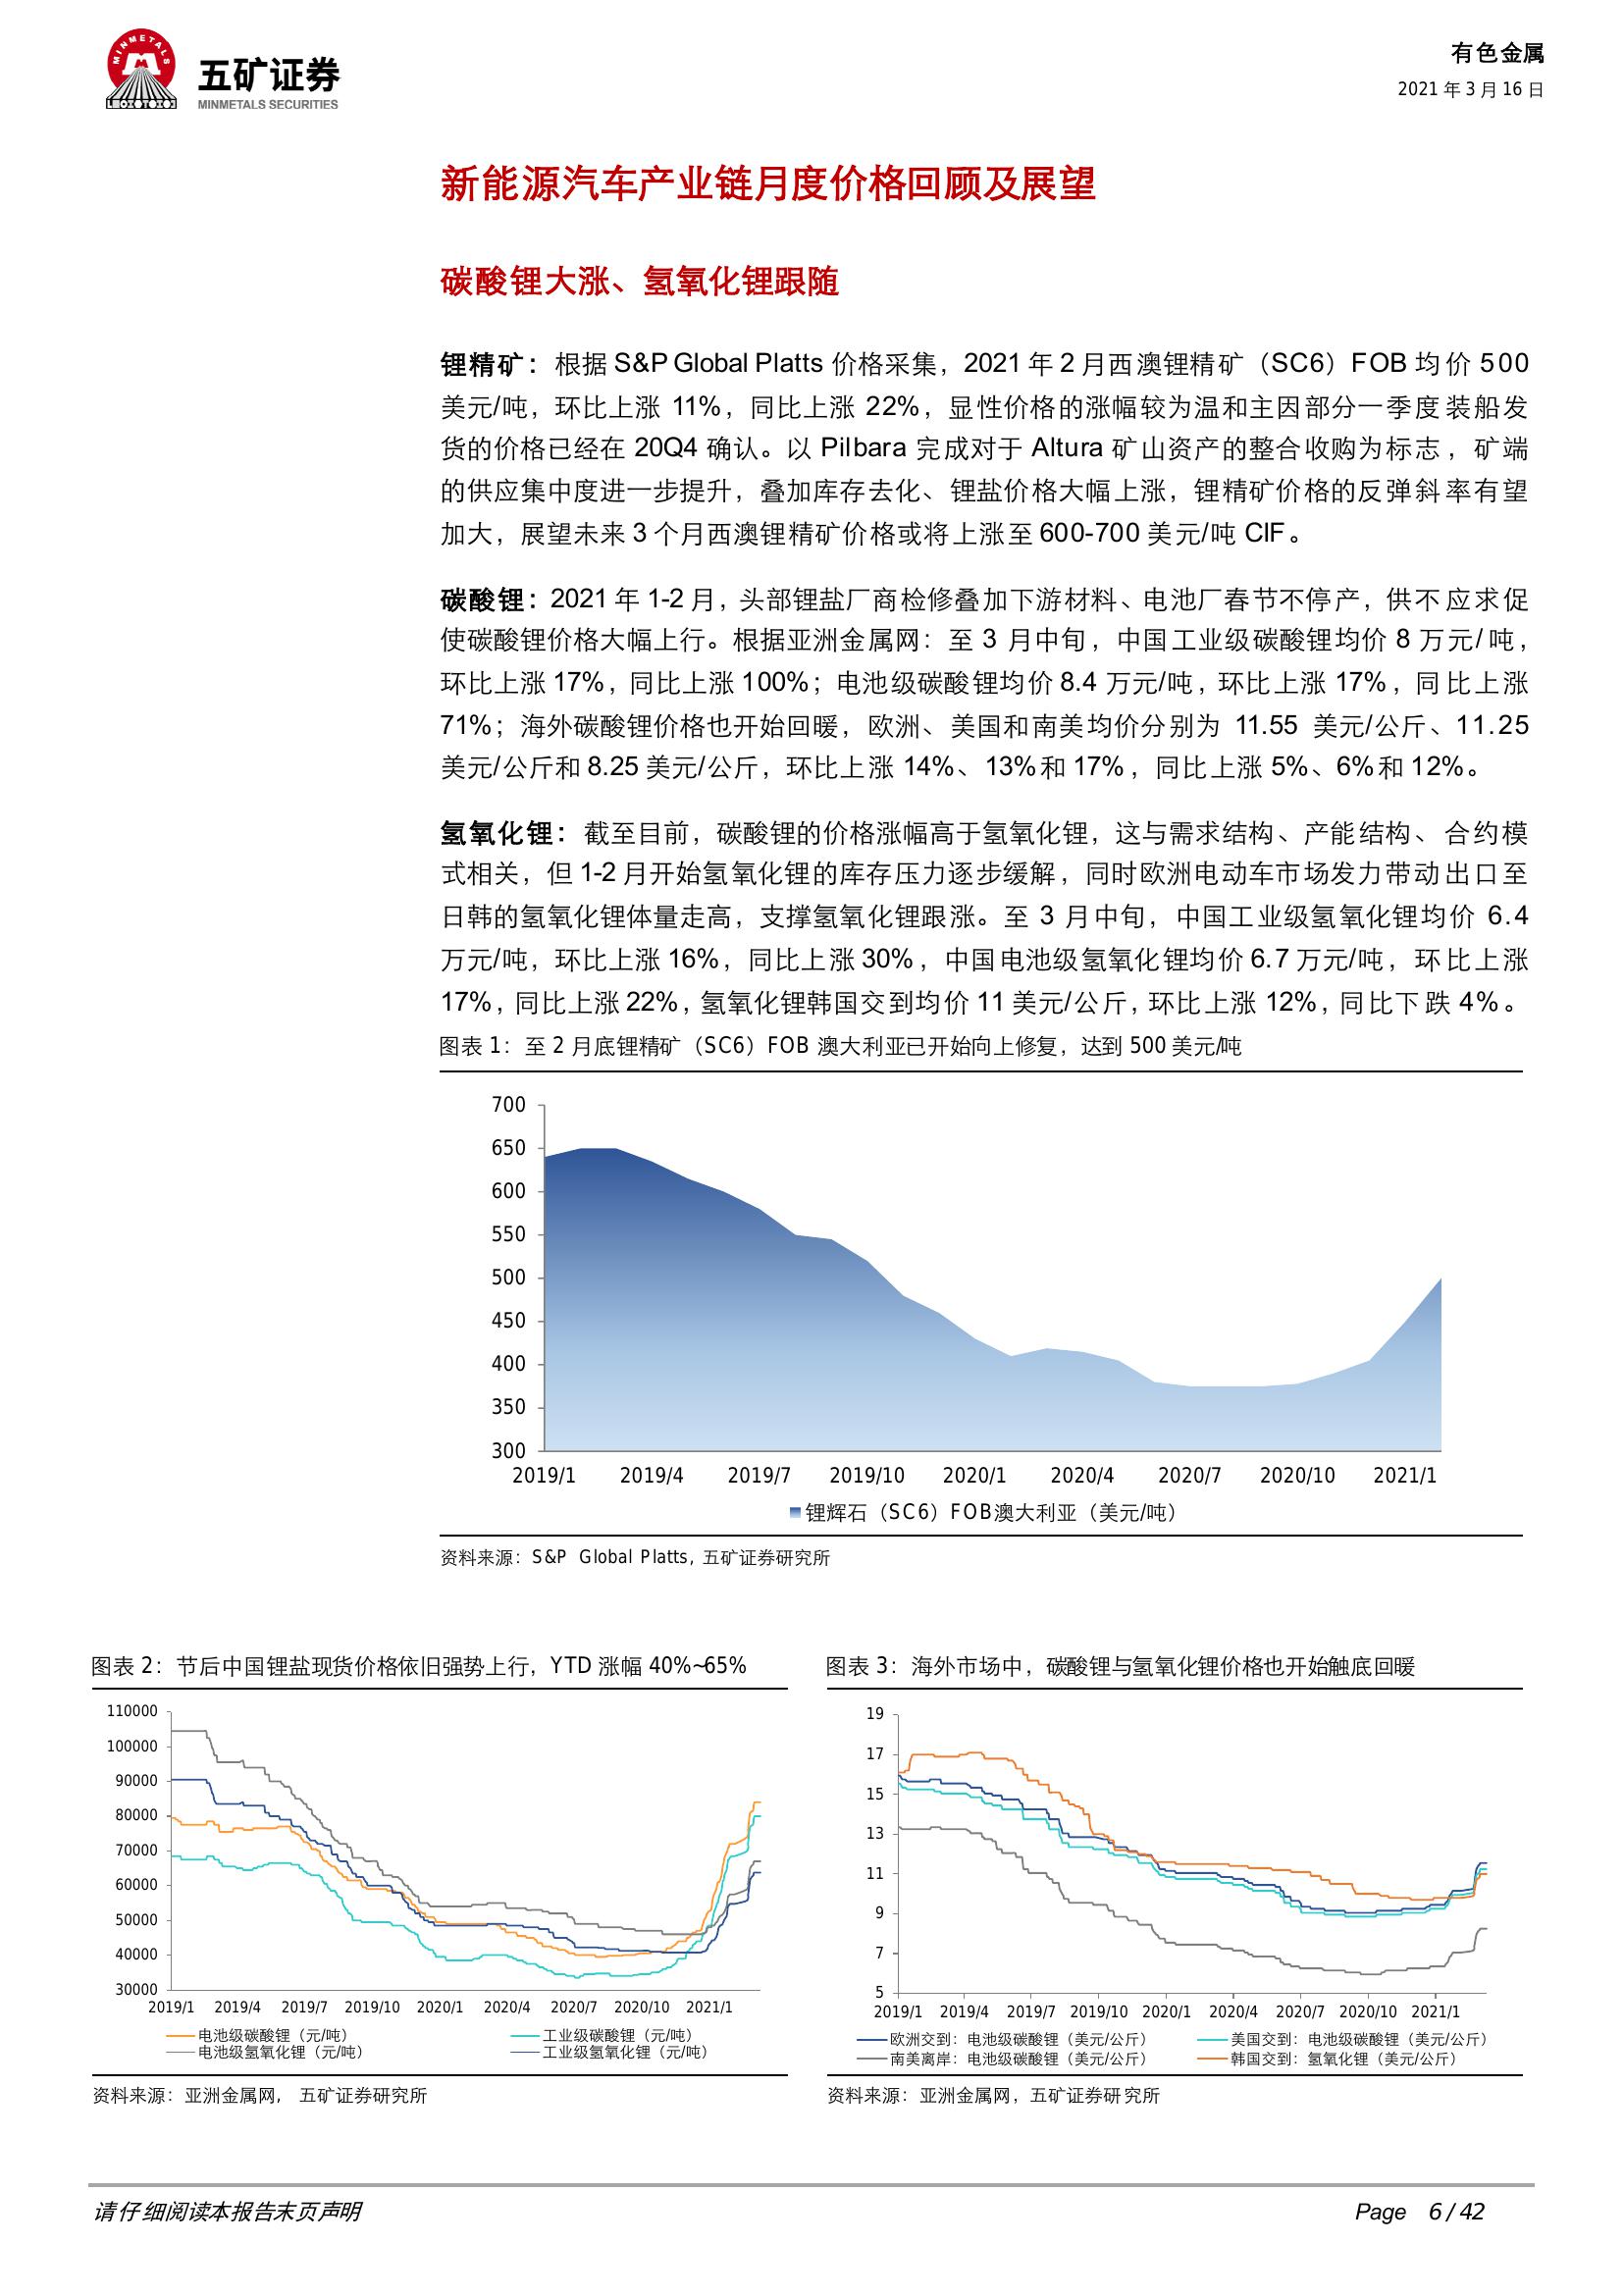 MINMETALS
五矿证券
MINMETALS SECURITIES
有色金属
2021 年 3 月 16 日
新能源汽车产业链月度价格回顾及展望
碳酸锂大涨、氢氧化锂跟随
锂精矿：根据 S&P Global Platts 价格采集，2021 年 2 月西澳锂精矿（SC6）FOB 均价 500
美元/吨，环比上涨 11%，同比上涨 22%，显性价格的涨幅较为温和主因部分一季度装船发
货的价格已经在 20Q4 确认。以 Pilbara 完成对于 Altura 矿山资产的整合收购为标志，矿端
的供应集中度进一步提升，叠加库存去化、锂盐价格大幅上涨，锂精矿价格的反弹斜率有望
加大，展望未来 3 个月西澳锂精矿价格或将上涨至 600-700 美元/吨 CIF。
碳酸锂：2021 年 1-2 月，头部锂盐厂商检修叠加下游材料、电池厂春节不停产，供不应求促
使碳酸锂价格大幅上行。根据亚洲金属网：至 3 月中旬，中国工业级碳酸锂均价 8 万元/吨，
环比上涨 17%，同比上涨 100%；电池级碳酸锂均价 8.4 万元/吨，环比上涨 17%，同比上涨
71%；海外碳酸锂价格也开始回暖，欧洲、美国和南美均价分别为 11.55 美元/公斤、11.25
美元/公斤和 8.25 美元/公斤，环比上涨 14%、13%和 17%，同比上涨 5%、6%和 12%。
氢氧化锂：截至目前，碳酸锂的价格涨幅高于氢氧化锂，这与需求结构、产能结构、合约模
式相关，但 1-2 月开始氢氧化锂的库存压力逐步缓解，同时欧洲电动车市场发力带动出口至
日韩的氢氧化锂体量走高，支撑氢氧化锂跟涨。至 3 月中旬，中国工业级氢氧化锂均价 6.4
万元/吨，环比上涨 16%，同比上涨 30%，中国电池级氢氧化锂均价 6.7 万元/吨，环比上涨
17%，同比上涨 22%，氢氧化锂韩国交到均价 11 美元/公斤，环比上涨 12%，同比下跌 4%。
图表 1：至 2 月底锂精矿（SC6）FOB 澳大利亚已开始向上修复，达到 500 美元/吨
700
650
600
550
500
450
400
350
300
2019/1 2019/4 2019/7 2019/10 2020/1 2020/4 2020/7 2020/10 2021/1
锂辉石（SC6）FOB澳大利亚（美元/吨）
资料来源：S&P Global Platts，五矿证券研究所
图表 2：节后中国锂盐现货价格依旧强势上行，YTD 涨幅 40%~65%
110000
100000
90000
80000
70000
60000
50000
40000
30000
2019/1 2019/4 2019/7 2019/10 2020/1 2020/4 2020/7 2020/10 2021/1
电池级碳酸锂（元/吨） 工业级碳酸锂（元/吨）
电池级氢氧化锂（元/吨） 工业级氢氧化锂（元/吨）
资料来源：亚洲金属网， 五矿证券研究所
图表 3：海外市场中，碳酸锂与氢氧化锂价格也开始触底回暖
19
17
15
13
11
9
7
5
2019/1 2019/4 2019/7 2019/10 2020/1 2020/4 2020/7 2020/10 2021/1
欧洲交到：电池级碳酸锂（美元/公斤） 美国交到：电池级碳酸锂（美元/公斤）
南美离岸：电池级碳酸锂（美元/公斤） 韩国交到：氢氧化锂（美元/公斤）
资料来源：亚洲金属网，五矿证券研究所
请仔细阅读本报告末页声明
Page 6 / 42